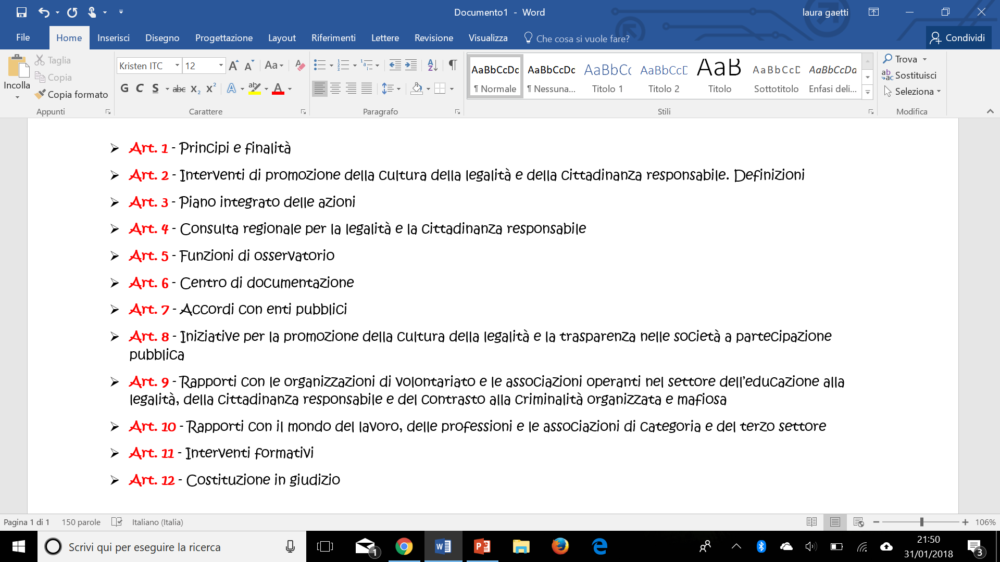 Documento1 - Word
laura gaetti
File Home Inserisci Disegno Progettazione Layout Riferimenti Lettere Revisione Visualizza Che cosa si vuole fare? Condividi
Incolla
Taglia
Copia
Copia formato
Appunti
Kristen ITC 12
G C S abc x₂ x²
Carattere
Paragrafo
AaBbCcDc AaBbCcDc AaBbCc AaBbCcD AaB AaBbCcD AaBbCcDa
¶ Normale ¶ Nessuna... Titolo 1 Titolo 2 Titolo Sottotitolo Enfasi deli...
Stili
Trova
Sostituisci
Seleziona
Modifica
Art. 1 - Principi e finalità
Art. 2 - Interventi di promozione della cultura della legalità e della cittadinanza responsabile. Definizioni
Art. 3 - Piano integrato delle azioni
Art. 4 - Consulta regionale per la legalità e la cittadinanza responsabile
Art. 5 - Funzioni di osservatorio
Art. 6 - Centro di documentazione
Art. 7 - Accordi con enti pubblici
Art. 8 - Iniziative per la promozione della cultura della legalità e la trasparenza nelle società a partecipazione
pubblica
Art. 9 - Rapporti con le organizzazioni di volontariato e le associazioni operanti nel settore dell’educazione alla
legalità, della cittadinanza responsabile e del contrasto alla criminalità organizzata e mafiosa
Art. 10 - Rapporti con il mondo del lavoro, delle professioni e le associazioni di categoria e del terzo settore
Art. 11 - Interventi formativi
Art. 12 - Costituzione in giudizio
Pagina 1 di 1 150 parole Italiano (Italia) 106%
Scrivi qui per eseguire la ricerca
1
21:50
31/01/2018
3